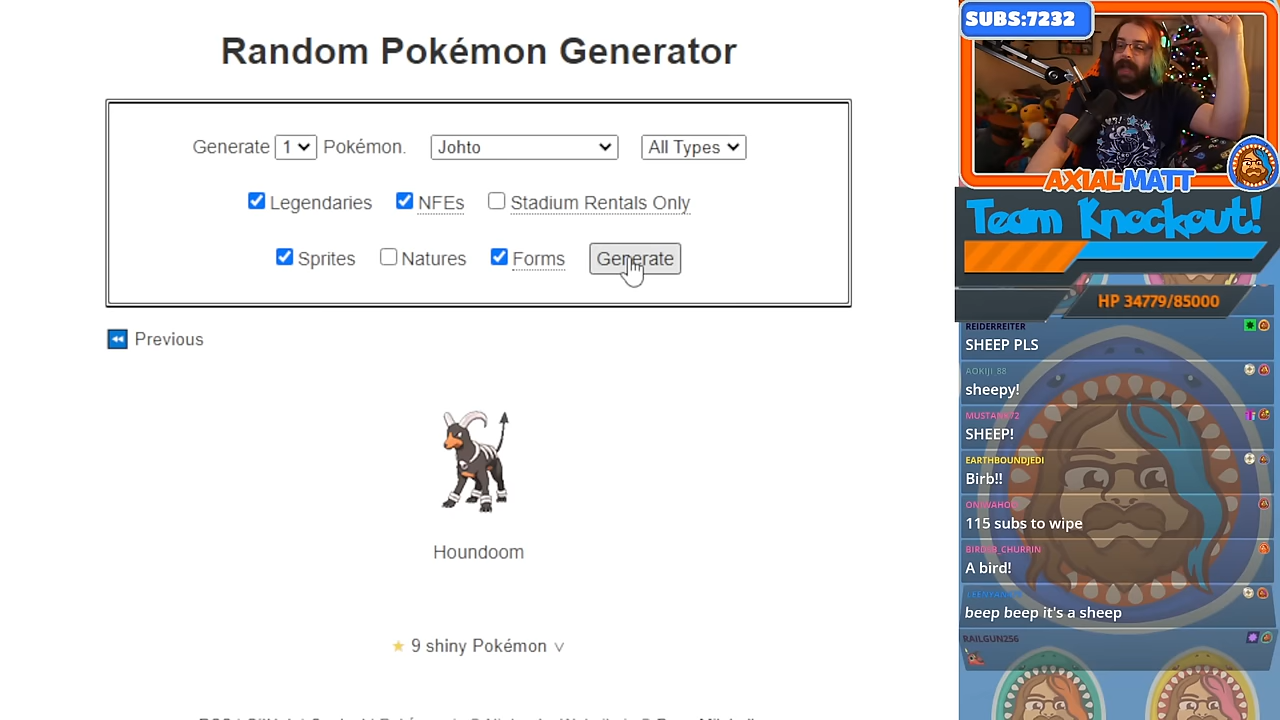 Random Pokémon Generator
Generate 1 Pokémon. Johto All Types
Legendaries NFEs Stadium Rentals Only
Sprites Natures Forms Generate
Previous
Houndoom
9 shiny Pokémon
SUBS:7232
AXIALMATT
Team Knockout!
HP 34779/85000
REIDERREITER
SHEEP PLS
AOKIJI_88
sheepy!
SHEEP!
EARTHBOUNDJEDI
Birb!!
115 subs to wipe
A bird!
beep beep it's a sheep
RAILGUN256